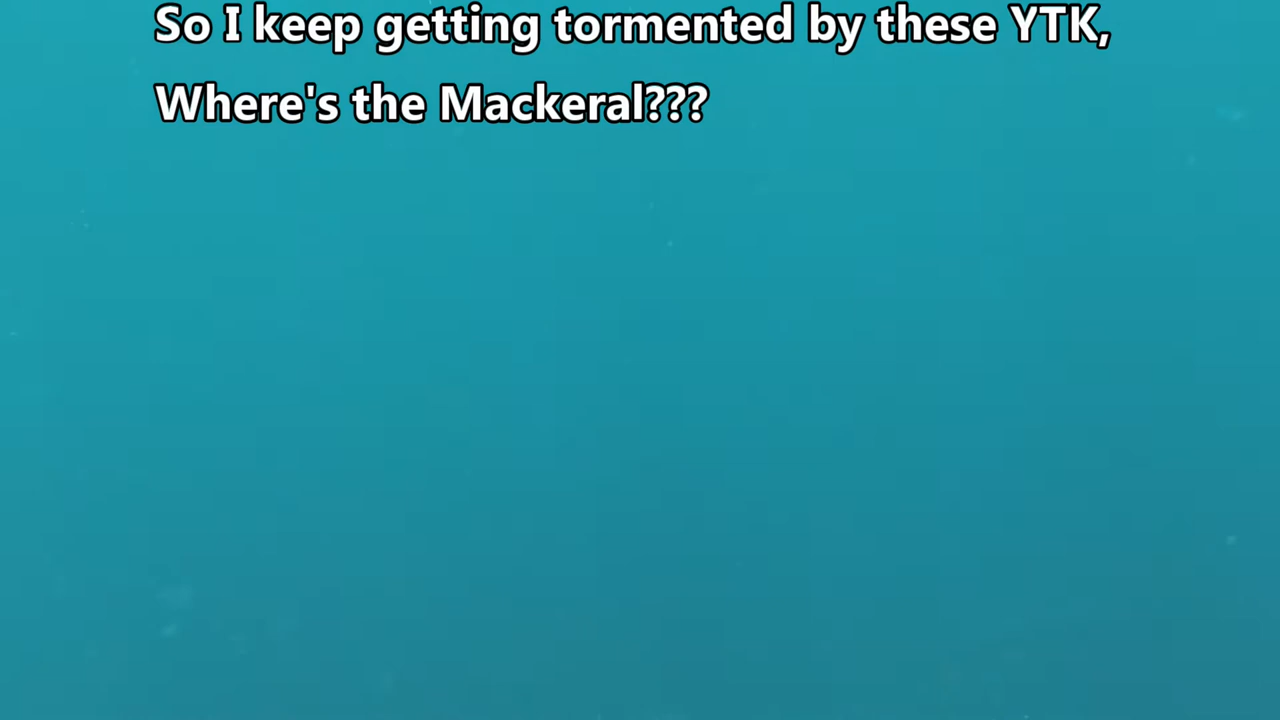 So I keep getting tormented by these YTK,
Where's the Mackeral???